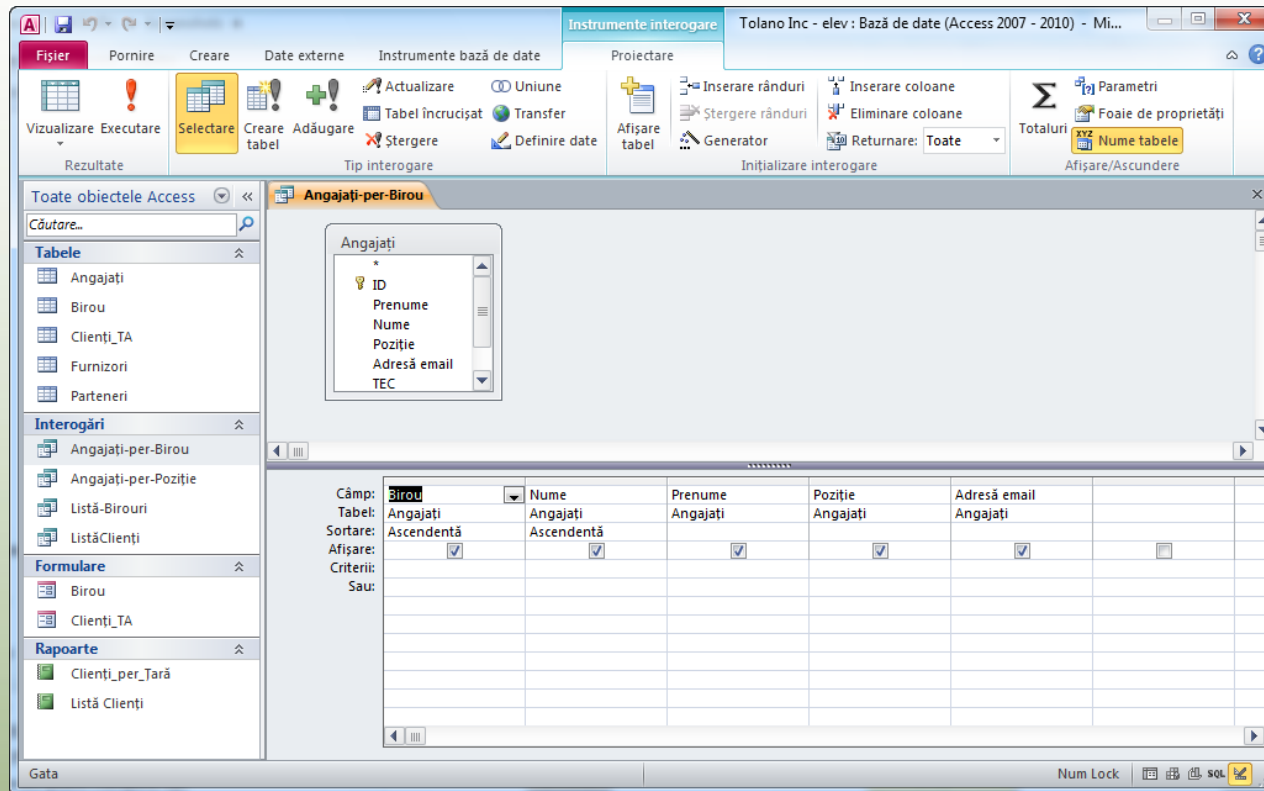 Instrumente interogare Tolano Inc - elev : Bază de date (Access 2007 - 2010) - Mi...
Fișier Pornire Creare Date externe Instrumente bază de date Proiectare
Vizualizare Executare Selectare Creare tabel Adăugare
Actualizare Uniune
Tabel încrucișat Transfer
Ștergere Definire date
Afișare tabel
Inserare rânduri Inserare coloane
Ștergere rânduri Eliminare coloane
Generator Returnare: Toate
Totaluri
Parametri
Foaie de proprietăți
Nume tabele
Rezultate Tip interogare Inițializare interogare Afișare/Ascundere
Toate obiectele Access
Căutare...
Tabele
Angajați
Birou
Clienți_TA
Furnizori
Parteneri
Interogări
Angajați-per-Birou
Angajați-per-Poziție
Listă-Birouri
ListăClienți
Formulare
Birou
Clienți_TA
Rapoarte
Clienți_per_Țară
Listă Clienți
Angajați-per-Birou
Angajați
*
ID
Prenume
Nume
Poziție
Adresă email
TEC
Câmp: Birou Nume Prenume Poziție Adresă email
Tabel: Angajați Angajați Angajați Angajați Angajați
Sortare: Ascendentă Ascendentă
Afișare:
Criterii:
Sau:
Gata Num Lock SQL